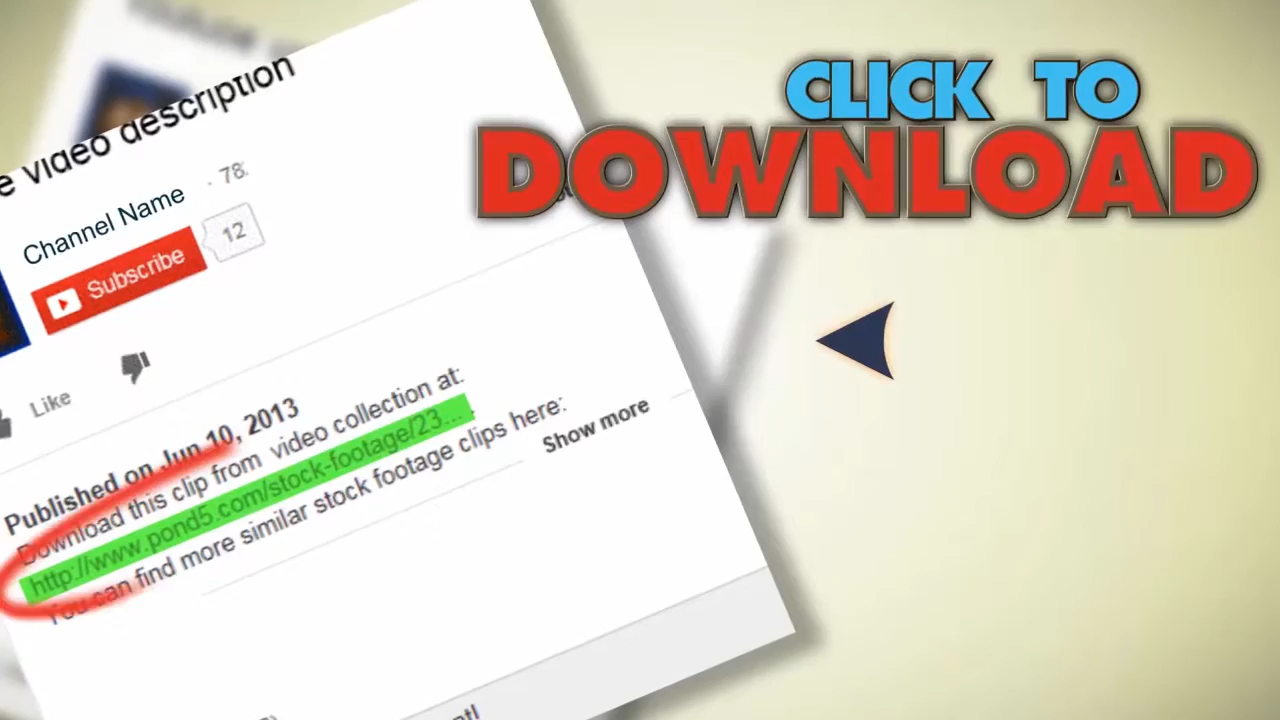 CLICK TO
DOWNLOAD
e video description
Channel Name
78
Subscribe
12
Like
Published on Jun 10, 2013
Download this clip from video collection at:
http://www.pond5.com/stock-footage/23...
You can find more similar stock footage clips here:
Show more